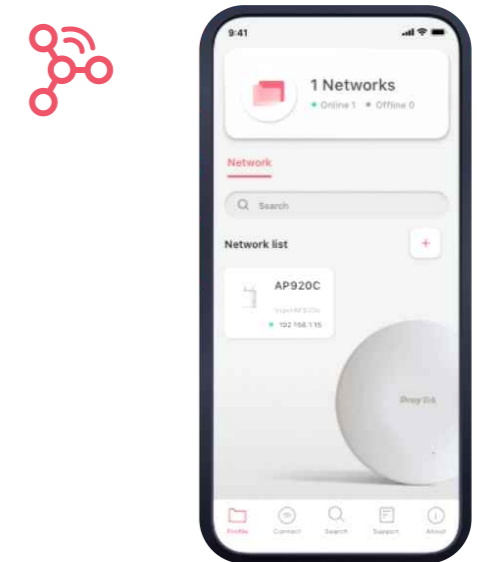 9:41
1 Networks
Online 1 Offline 0
Network
Search
Network list
+
AP920C
192.168.1.15
DrayTek
Profile Connect Search Support About